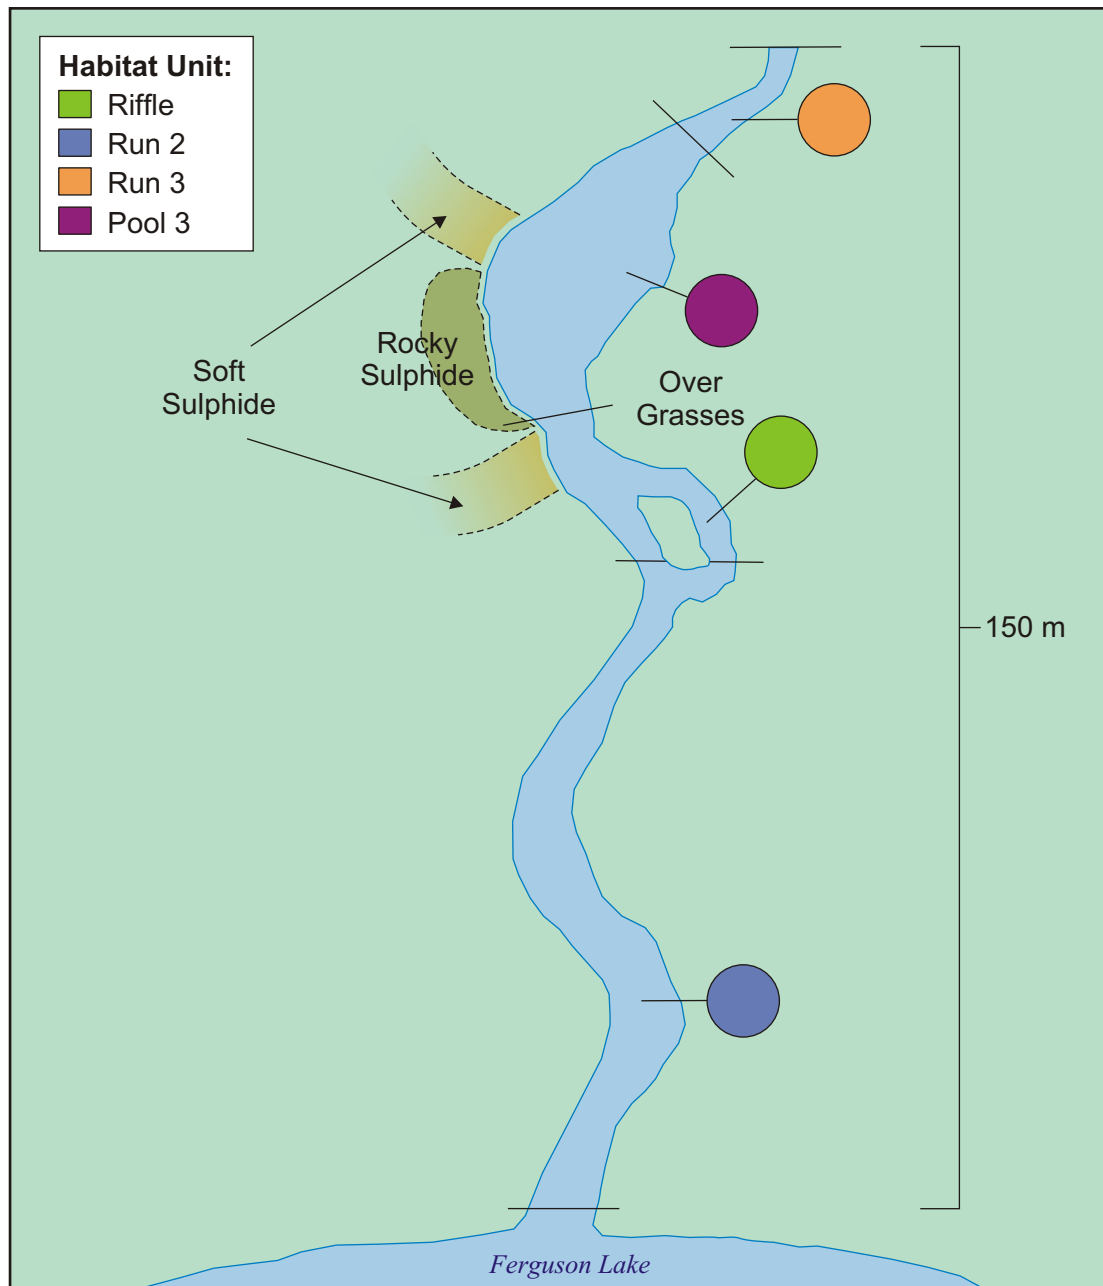 Habitat Unit:
Riffle
Run 2
Run 3
Pool 3
Rocky
Sulphide
Soft
Sulphide
Over
Grasses
150 m
Ferguson Lake